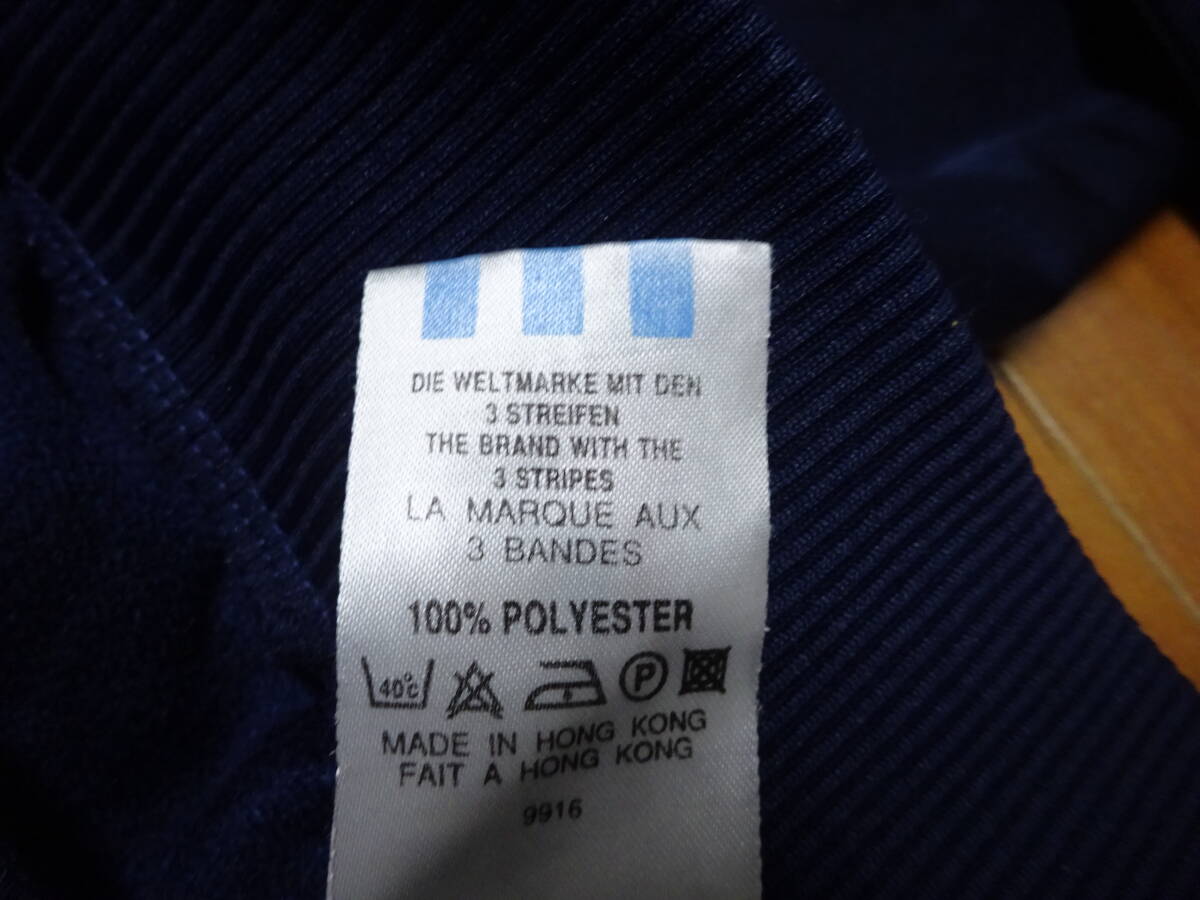 DIE WELTMARKE MIT DEN
3 STREIFEN
THE BRAND WITH THE
3 STRIPES
LA MARQUE AUX
3 BANDES
100% POLYESTER
40°C P
MADE IN HONG KONG
FAIT A HONG KONG
9916